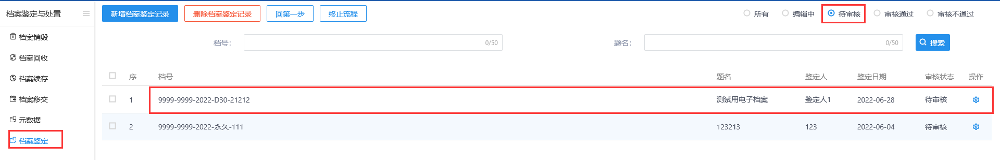 档案鉴定与处置
档案销毁
档案回收
档案续存
档案移交
元数据
档案鉴定
新增档案鉴定记录 删除档案鉴定记录 回第一步 终止流程
所有 编辑中 待审核 审核通过 审核不通过
档号： 0/50 题名： 0/50 搜索
序 档号 题名 鉴定人 鉴定日期 审核状态 操作
1 9999-9999-2022-D30-21212 测试用电子档案 鉴定人1 2022-06-28 待审核
2 9999-9999-2022-永久-111 123213 123 2022-06-04 待审核